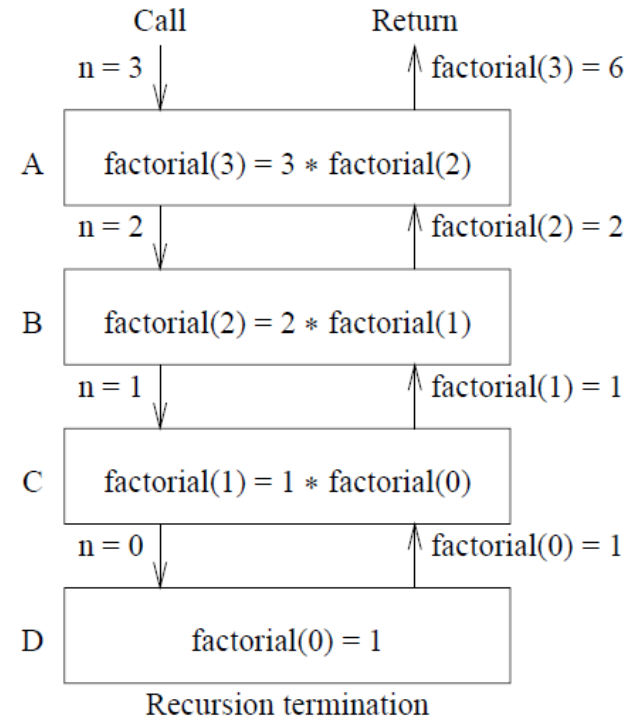 Call Return
n = 3 factorial(3) = 6
A factorial(3) = 3 ∗ factorial(2)
n = 2 factorial(2) = 2
B factorial(2) = 2 ∗ factorial(1)
n = 1 factorial(1) = 1
C factorial(1) = 1 ∗ factorial(0)
n = 0 factorial(0) = 1
D factorial(0) = 1
Recursion termination